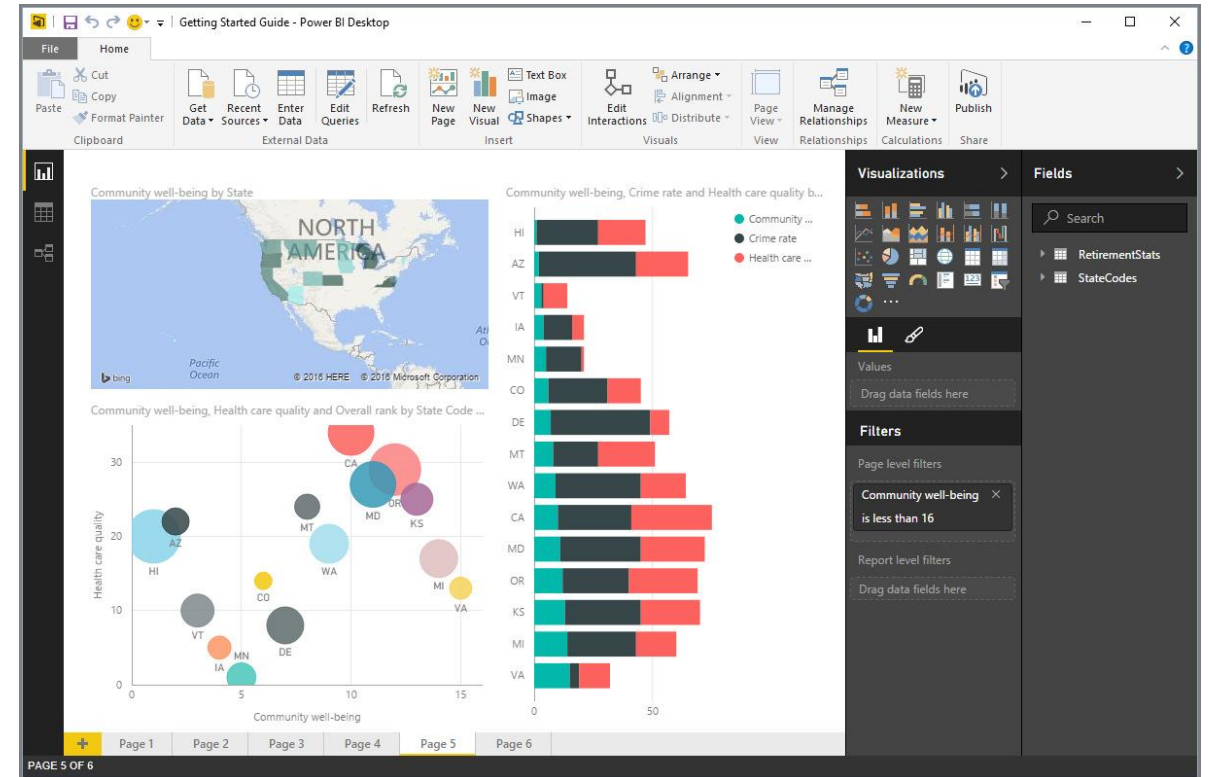 Getting Started Guide - Power BI Desktop
File Home
Paste
Cut
Copy
Format Painter
Clipboard
Get Data
Recent Sources
Enter Data
Edit Queries
Refresh
External Data
New Page
New Visual
Text Box
Image
Shapes
Insert
Edit Interactions
Arrange
Alignment
Distribute
Visuals
Page View
View
Manage Relationships
Relationships
New Measure
Calculations
Publish
Share
Community well-being by State
NORTH
AMERICA
Pacific
Ocean
bing
© 2016 HERE © 2016 Microsoft Corporation
Community well-being, Health care quality and Overall rank by State Code ...
Health care quality
30
20
10
0
0 5 10 15
CA
OR
MD
KS
MT
AZ
HI
WA
MI
CO
VA
VT
DE
IA
MN
Community well-being
Community well-being, Crime rate and Health care quality b...
Community ...
Crime rate
Health care ...
HI
AZ
VT
IA
MN
CO
DE
MT
WA
CA
MD
OR
KS
MI
VA
0 50
Visualizations
123
Values
Drag data fields here
Filters
Page level filters
Community well-being
is less than 16
Report level filters
Drag data fields here
Fields
Search
RetirementStats
StateCodes
Page 1 Page 2 Page 3 Page 4 Page 5 Page 6
PAGE 5 OF 6